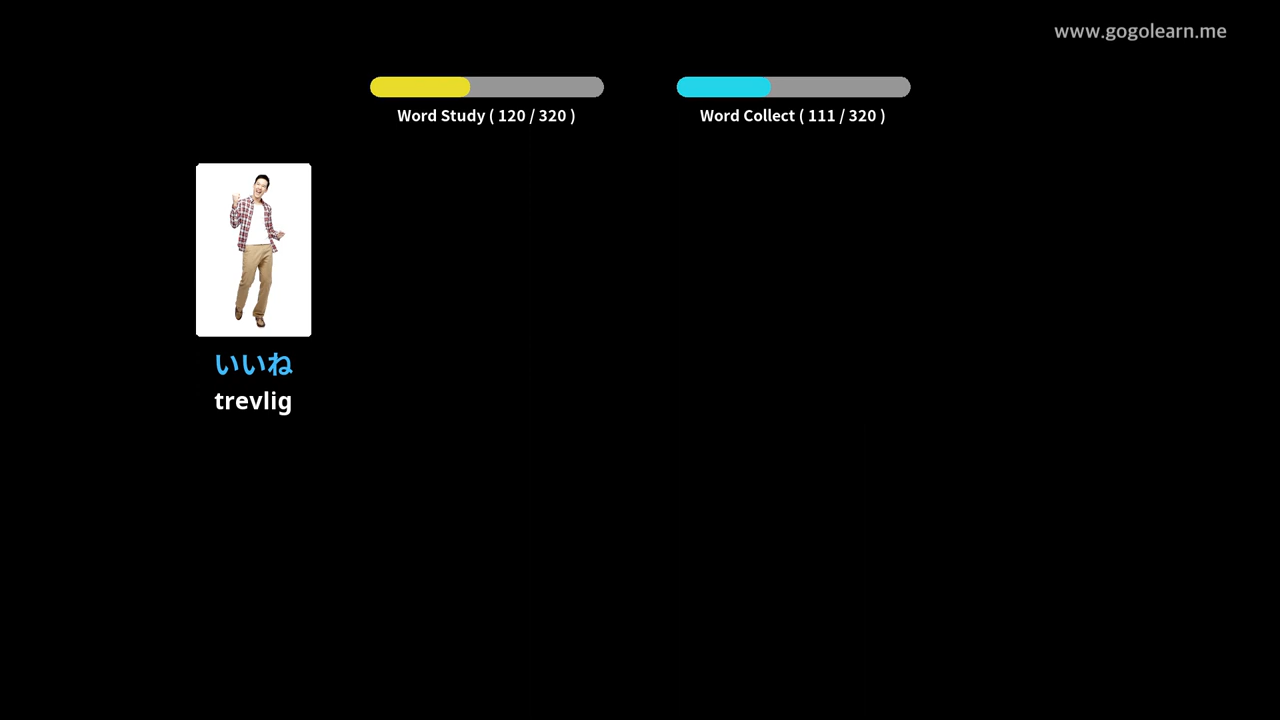 www.gogolearn.me
Word Study ( 120 / 320 )
Word Collect ( 111 / 320 )
いいね
trevlig